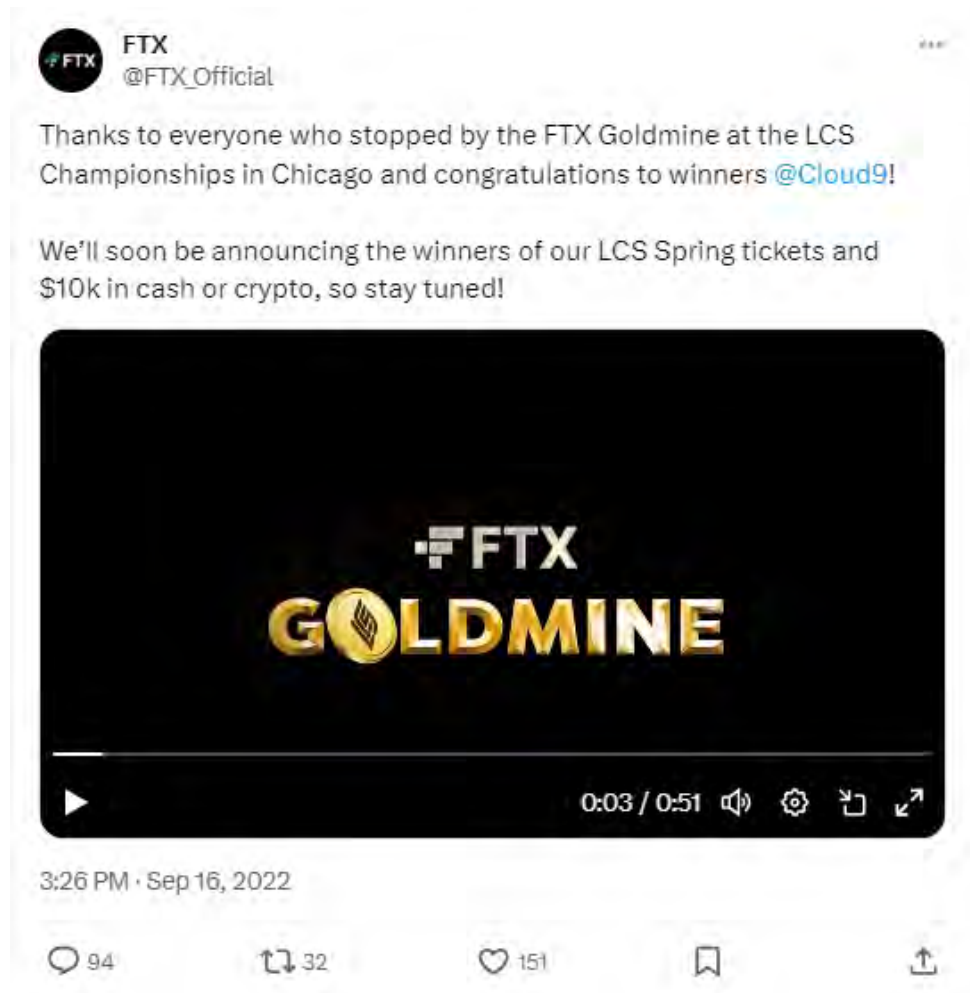 FTX
FTX
@FTX_Official
Thanks to everyone who stopped by the FTX Goldmine at the LCS
Championships in Chicago and congratulations to winners @Cloud9!
We'll soon be announcing the winners of our LCS Spring tickets and
$10k in cash or crypto, so stay tuned!
FTX
GOLDMINE
0:03 / 0:51
3:26 PM · Sep 16, 2022
94 32 151